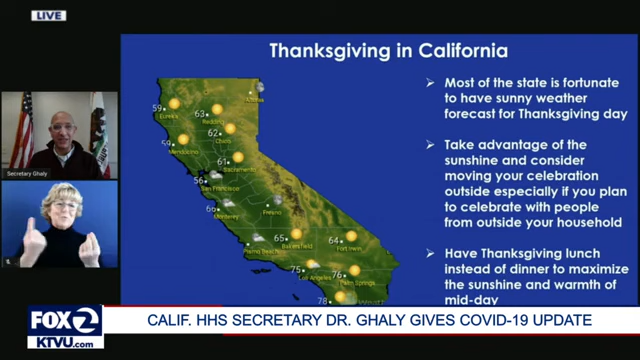 LIVE
Thanksgiving in California
Most of the state is fortunate
to have sunny weather
forecast for Thanksgiving day
Take advantage of the
sunshine and consider
moving your celebration
outside especially if you plan
to celebrate with people
from outside your household
Have Thanksgiving lunch
instead of dinner to maximize
the sunshine and warmth of
mid-day
Secretary Ghaly
Alturas
59
Eureka
63
Redding
62
Chico
59
Mendocino
61
Sacramento
56
San Francisco
66
Monterey
Fresno
65
Bakersfield
64
Fort Irwin
Pismo Beach
75
Los Angeles
76
Palm Springs
78
FOX 2
KTVU.com
CALIF. HHS SECRETARY DR. GHALY GIVES COVID-19 UPDATE